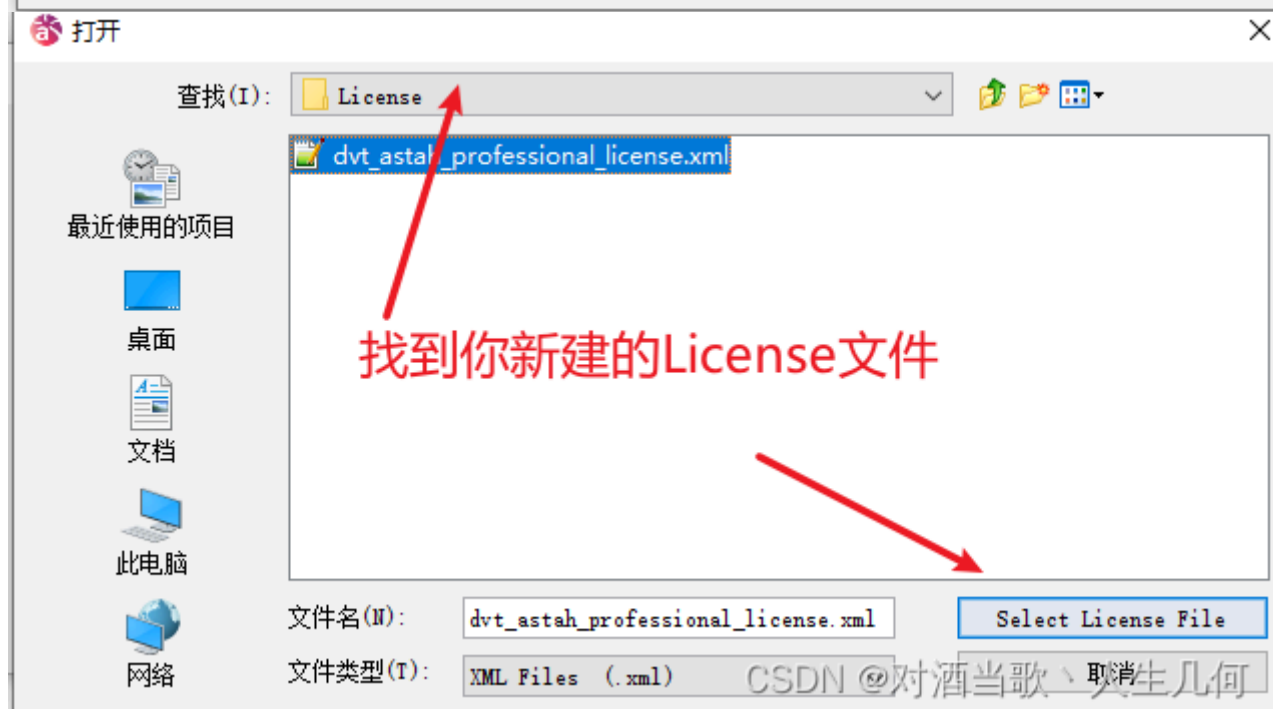 打开
查找(I):
License
dvt_astah_professional_license.xml
最近使用的项目
桌面
找到你新建的License文件
文档
此电脑
网络
文件名(N):
dvt_astah_professional_license.xml
Select License File
文件类型(T):
XML Files (.xml)
取消
CSDN @对酒当歌丶人生几何